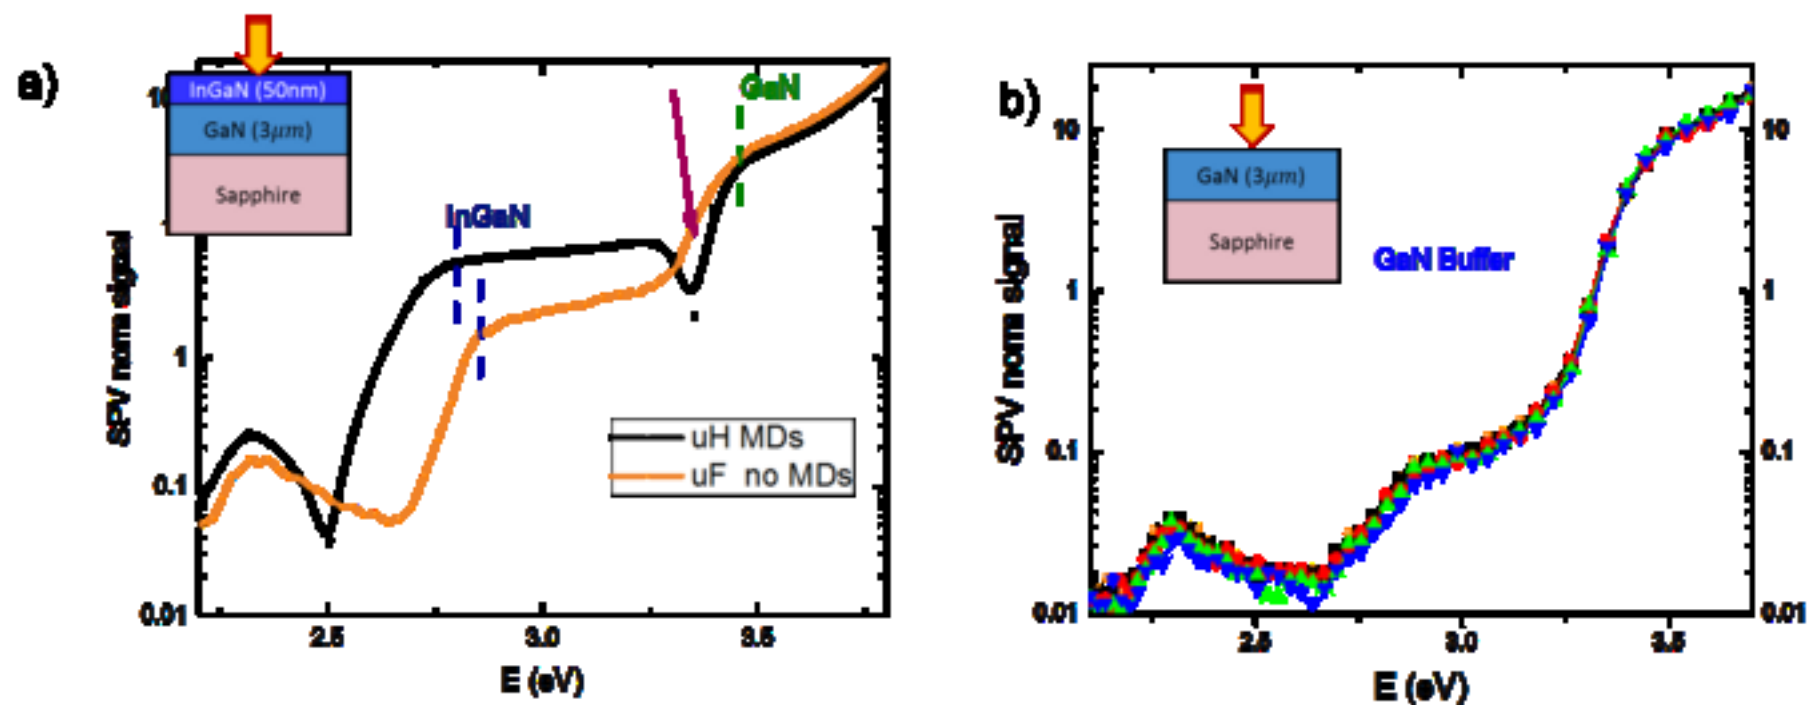 a)
InGaN (50nm)
GaN (3μm)
Sapphire
InGaN
GaN
uH MDs
uF no MDs
SPV norm signal
1
0.1
0.01
2.5
3.0
3.5
E (eV)
b)
GaN (3μm)
Sapphire
GaN Buffer
SPV norm signal
10
1
0.1
0.01
10
1
0.1
0.01
2.5
3.0
3.5
E (eV)